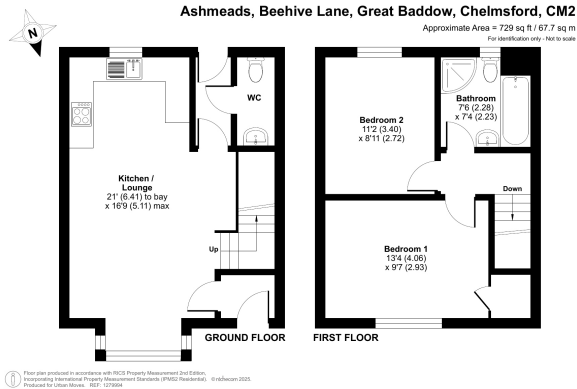 Ashmeads, Beehive Lane, Great Baddow, Chelmsford, CM2
Approximate Area = 729 sq ft / 67.7 sq m
For identification only - Not to scale
N
WC
Kitchen /
Lounge
21' (6.41) to bay
x 16'9 (5.11) max
Up
GROUND FLOOR
Bedroom 2
11'2 (3.40)
x 8'11 (2.72)
Bathroom
7'6 (2.28)
x 7'4 (2.23)
Down
Bedroom 1
13'4 (4.06)
x 9'7 (2.93)
FIRST FLOOR
Floor plan produced in accordance with RICS Property Measurement 2nd Edition,
Incorporating International Property Measurement Standards (IPMS2 Residential). © nichecom 2025.
Produced for Urban Moves. REF: 1279994